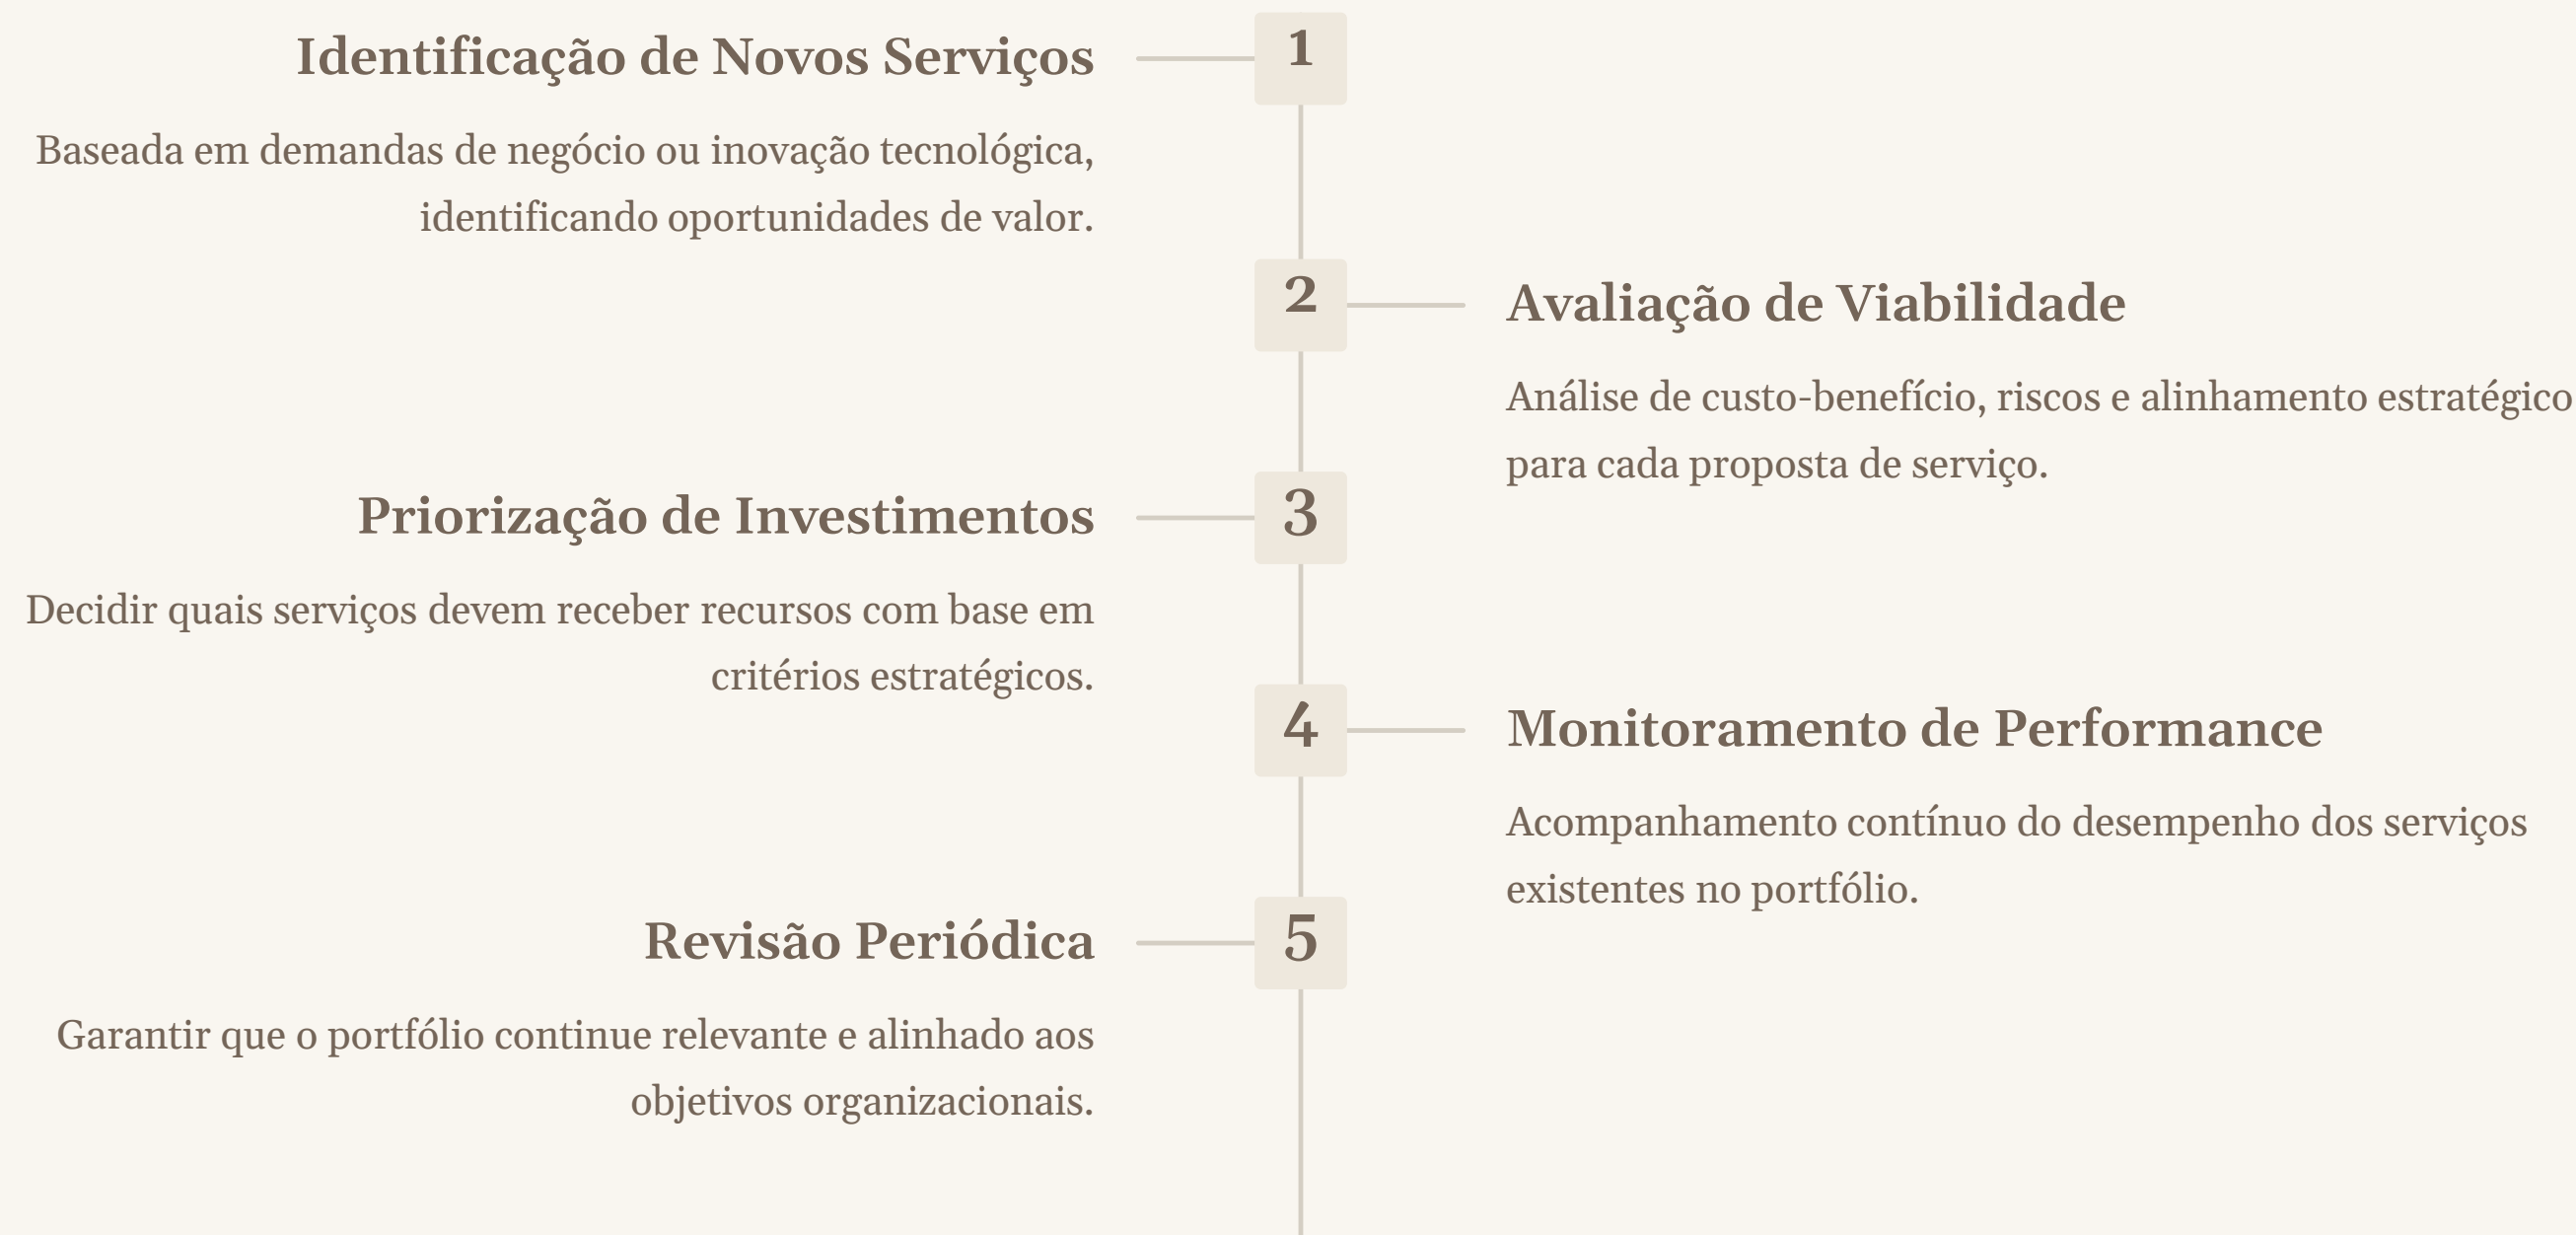 1
Identificação de Novos Serviços
Baseada em demandas de negócio ou inovação tecnológica,
identificando oportunidades de valor.
2
Avaliação de Viabilidade
Análise de custo-benefício, riscos e alinhamento estratégico
para cada proposta de serviço.
3
Priorização de Investimentos
Decidir quais serviços devem receber recursos com base em
critérios estratégicos.
4
Monitoramento de Performance
Acompanhamento contínuo do desempenho dos serviços
existentes no portfólio.
5
Revisão Periódica
Garantir que o portfólio continue relevante e alinhado aos
objetivos organizacionais.